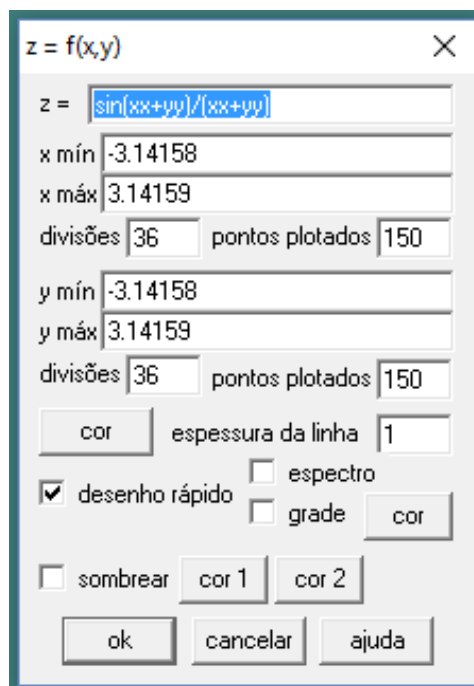 z = f(x,y)
z = sin(xx+yy)/(xx+yy)
x mín -3.14158
x máx 3.14159
divisões 36 pontos plotados 150
y mín -3.14158
y máx 3.14159
divisões 36 pontos plotados 150
cor espessura da linha 1
espectro
desenho rápido
grade cor
sombrear cor 1 cor 2
ok cancelar ajuda